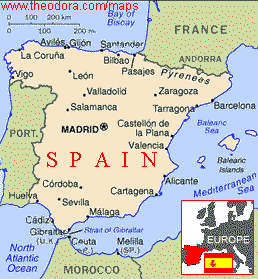 www.theodora.com/maps
0 100 200 km
0 100 200 mi
Bay of
Biscay
FRANCE
Avilés Gijón Santander
La Coruña
Bilbao
ANDORRA
Vigo
León
Pasajes
Pyrenees
Valladolid
Zaragoza
Barcelona
Salamanca
Tarragona
MADRID
Castellón de
la Plana
Balearic Sea
PORT.
Valencia
SPAIN
Balearic
Islands
Alicante
Córdoba
Cartagena
Mediterranean
Sea
Huelva
Sevilla
Málaga
Cádiz
Strait of Gibraltar
Gibraltar
(U.K.)
Ceuta
(Sp.)
Melilla (SP.)
North
Atlantic
Ocean
MOROCCO
EUROPE